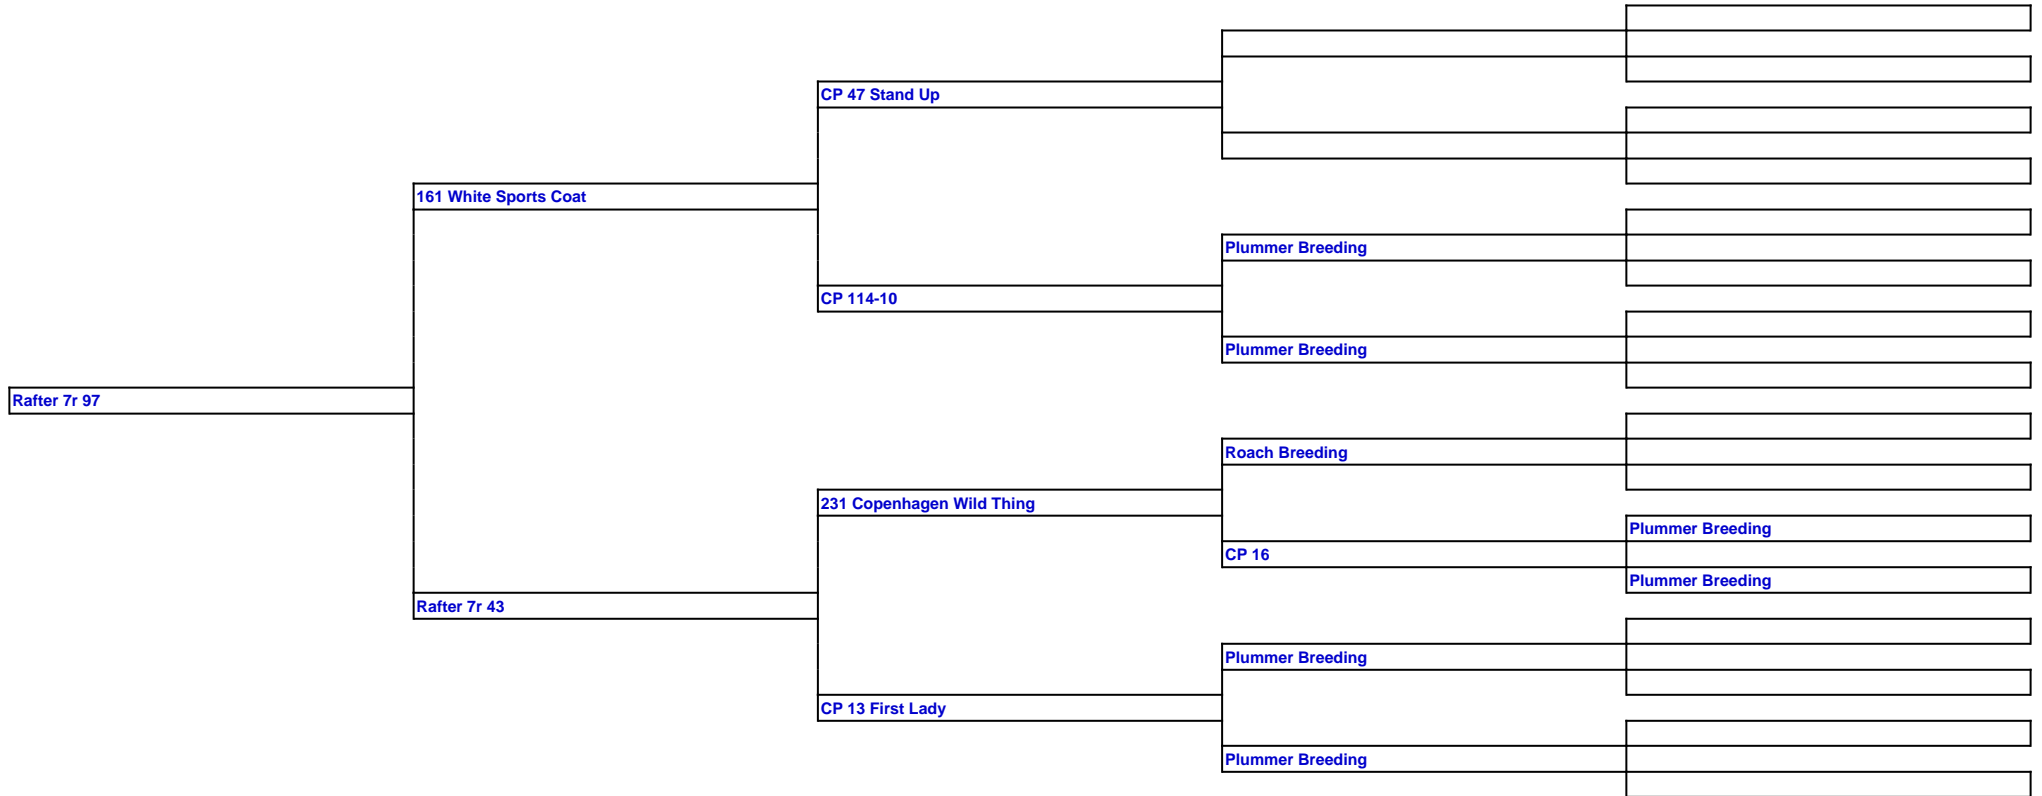 CP 47 Stand Up
161 White Sports Coat
Plummer Breeding
CP 114-10
Plummer Breeding
Rafter 7r 97
Roach Breeding
231 Copenhagen Wild Thing
Plummer Breeding
CP 16
Plummer Breeding
Rafter 7r 43
Plummer Breeding
CP 13 First Lady
Plummer Breeding